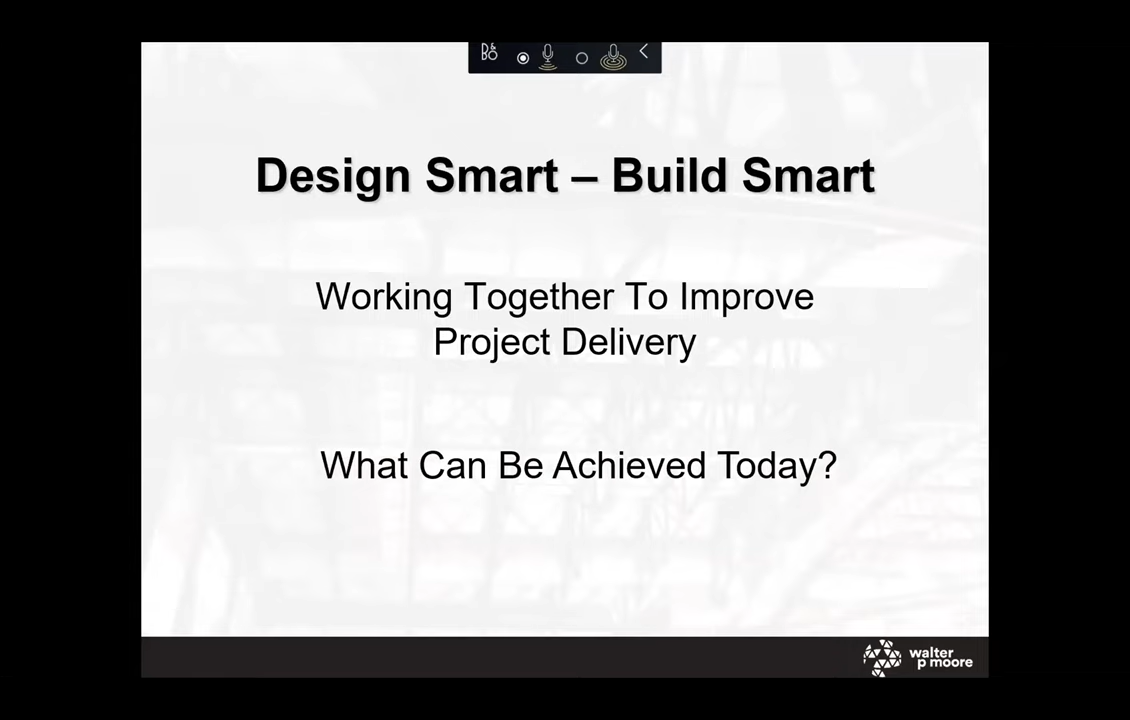 B&O
Design Smart – Build Smart
Working Together To Improve
Project Delivery
What Can Be Achieved Today?
walter
p moore